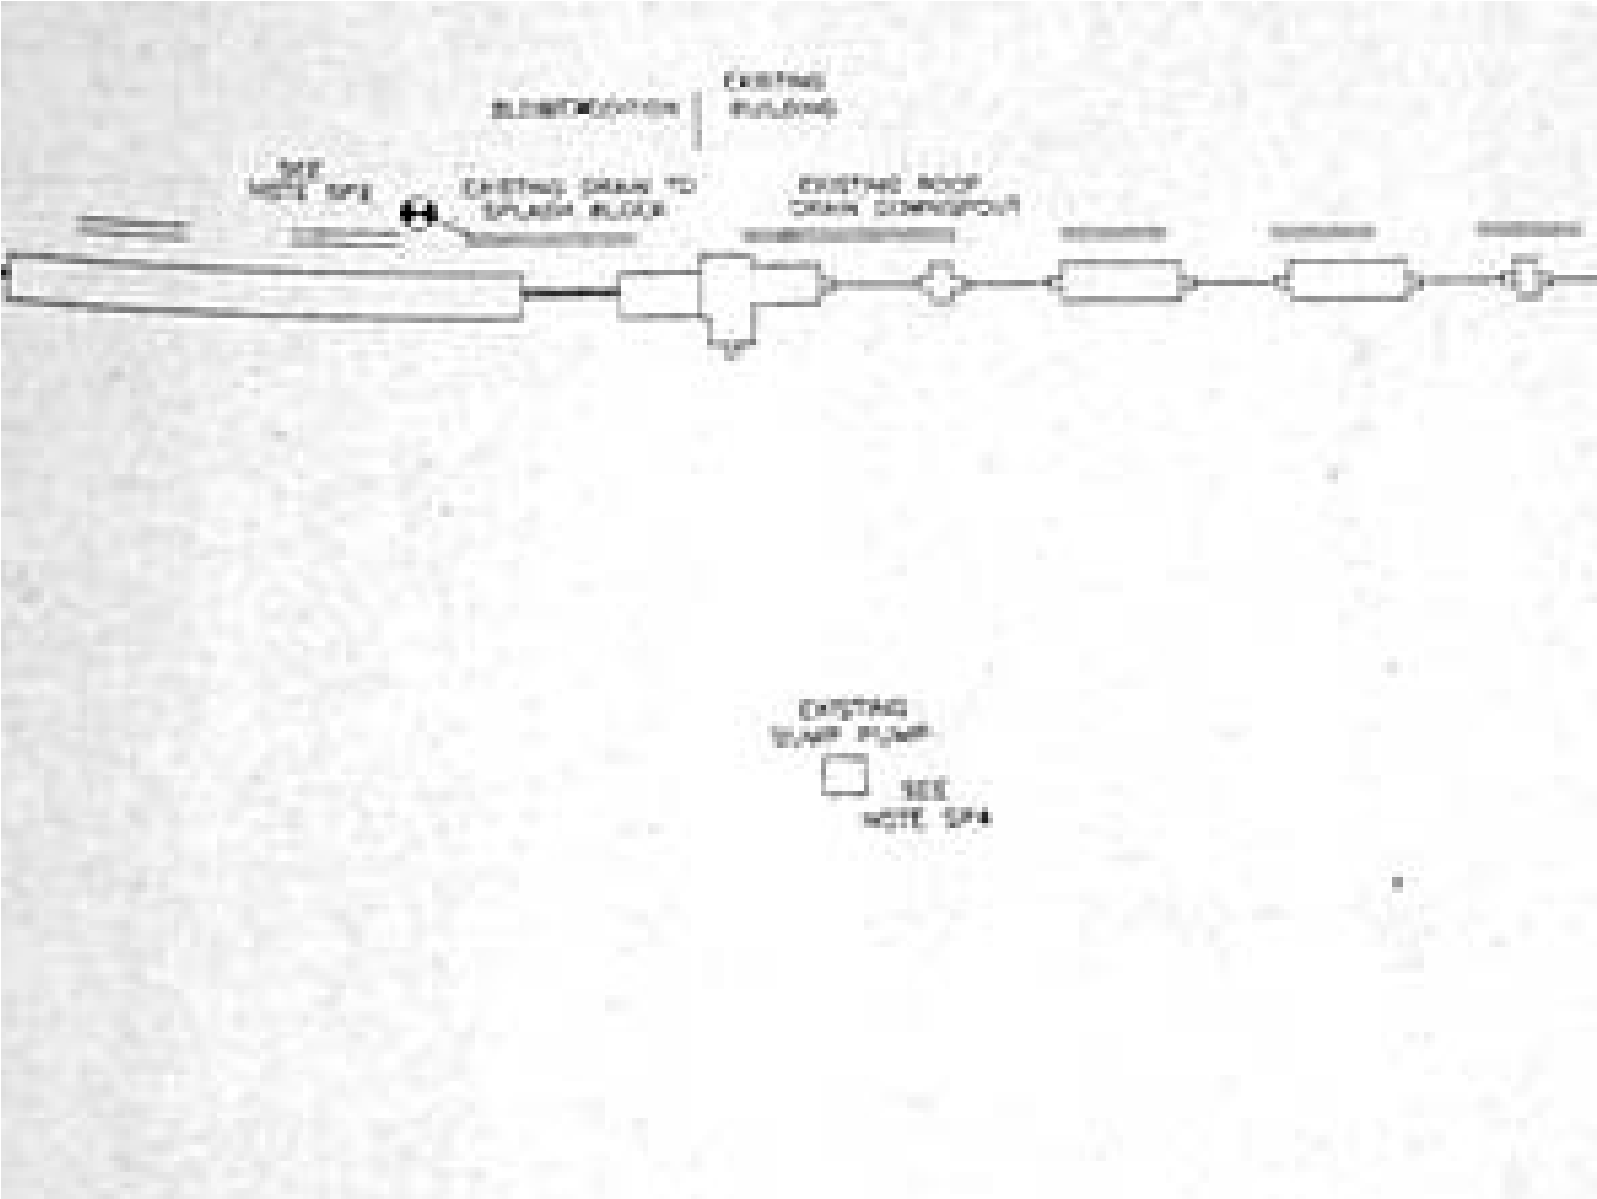 EXISTING
BUILDING
SEE
NOTE
EXISTING DRAIN TO
SPLASH BLOCK
EXISTING ROOF
DRAIN DOWNSPOUT
EXISTING
SUMP PUMP
SEE
NOTE SP4